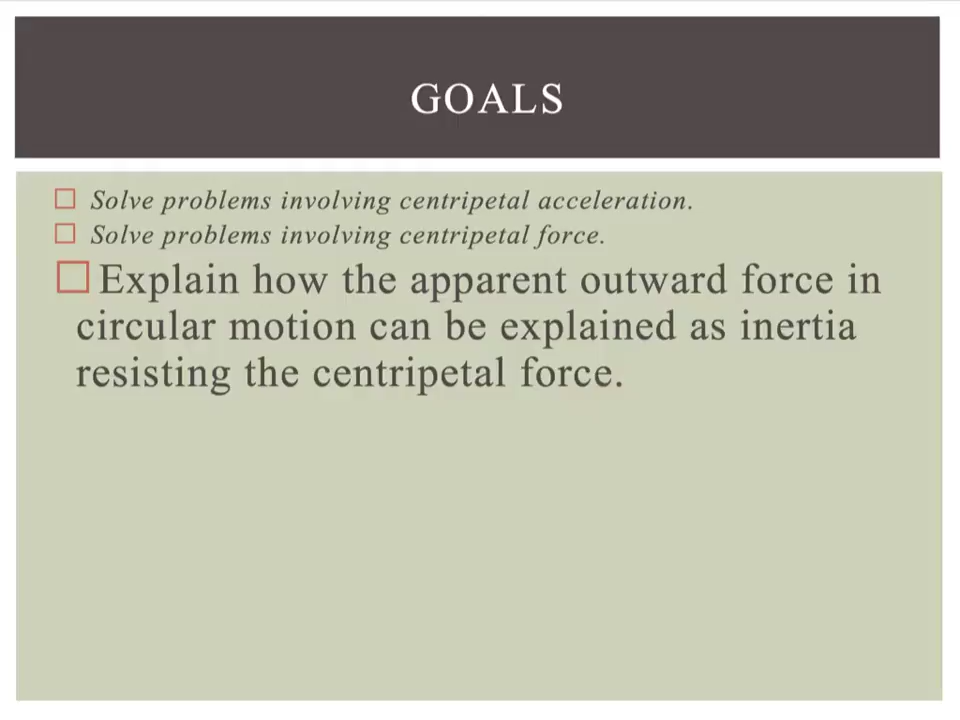 GOALS
Solve problems involving centripetal acceleration.
Solve problems involving centripetal force.
Explain how the apparent outward force in
circular motion can be explained as inertia
resisting the centripetal force.